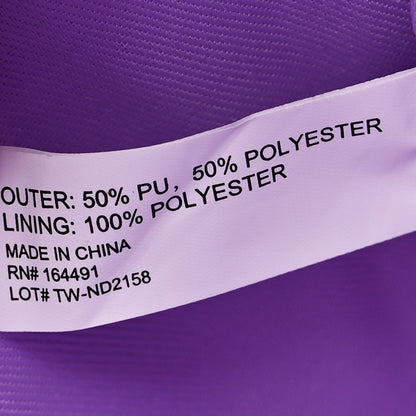 OUTER: 50% PU, 50% POLYESTER
LINING: 100% POLYESTER
MADE IN CHINA
RN# 164491
LOT# TW-ND2158